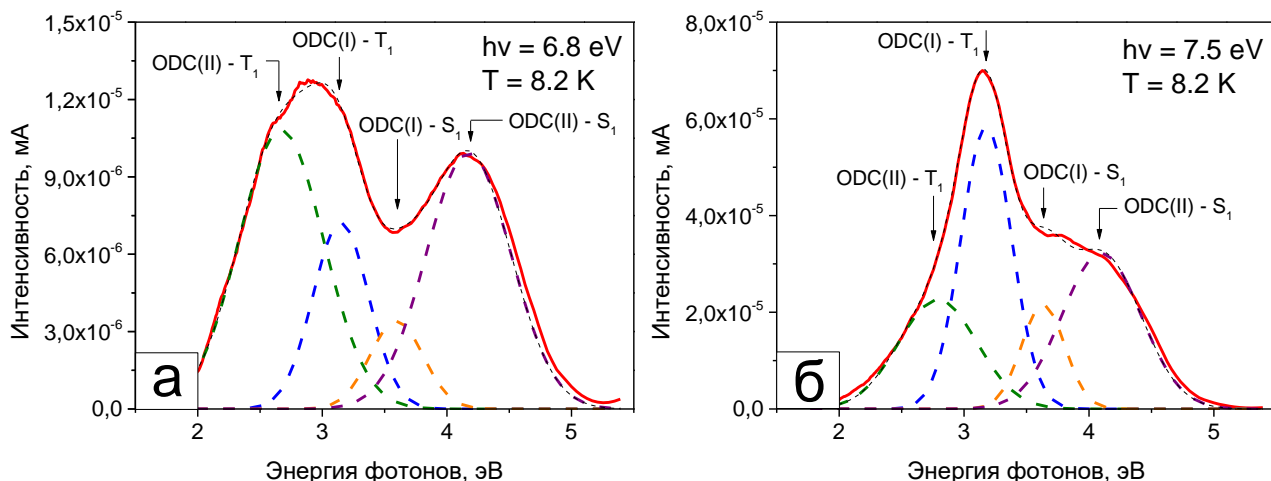 1,5x10⁻⁵
1,2x10⁻⁵
9,0x10⁻⁶
6,0x10⁻⁶
3,0x10⁻⁶
0,0
Интенсивность, мА
ODC(I) - T₁
ODC(II) - T₁
ODC(I) - S₁
ODC(II) - S₁
hν = 6.8 eV
T = 8.2 K
а
2 3 4 5
Энергия фотонов, эВ
8,0x10⁻⁵
6,0x10⁻⁵
4,0x10⁻⁵
2,0x10⁻⁵
0,0
Интенсивность, мА
ODC(I) - T₁
ODC(II) - T₁
ODC(I) - S₁
ODC(II) - S₁
hν = 7.5 eV
T = 8.2 K
б
2 3 4 5
Энергия фотонов, эВ